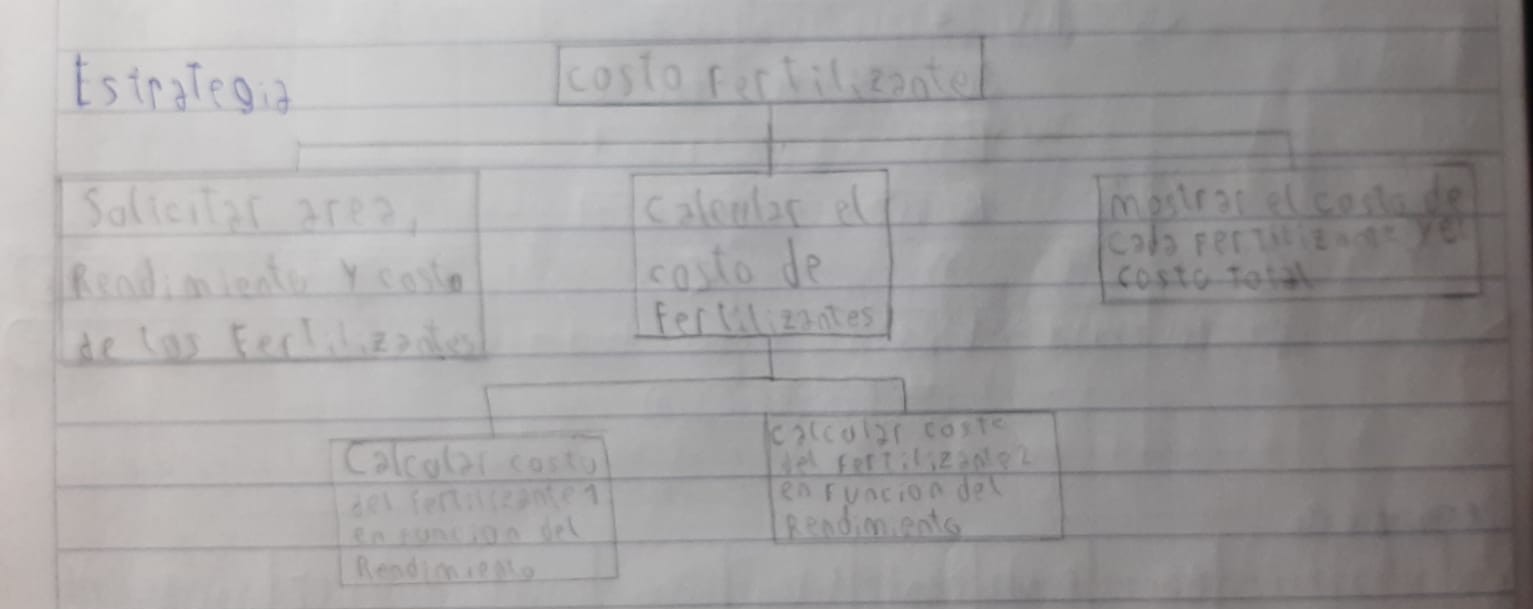 Estrategia
costo Fertilizante
Solicitar area,
Rendimiento y costo
de los Fertilizantes
Calcular el
costo de
Fertilizantes
mostrar el costo de
cada Fertilizante y el
costo total
Calcolar costo
del fertilizante 1
en funcion del
Rendimiento
calcular costo
del Fertilizante 2
en Funcion del
Rendimiento